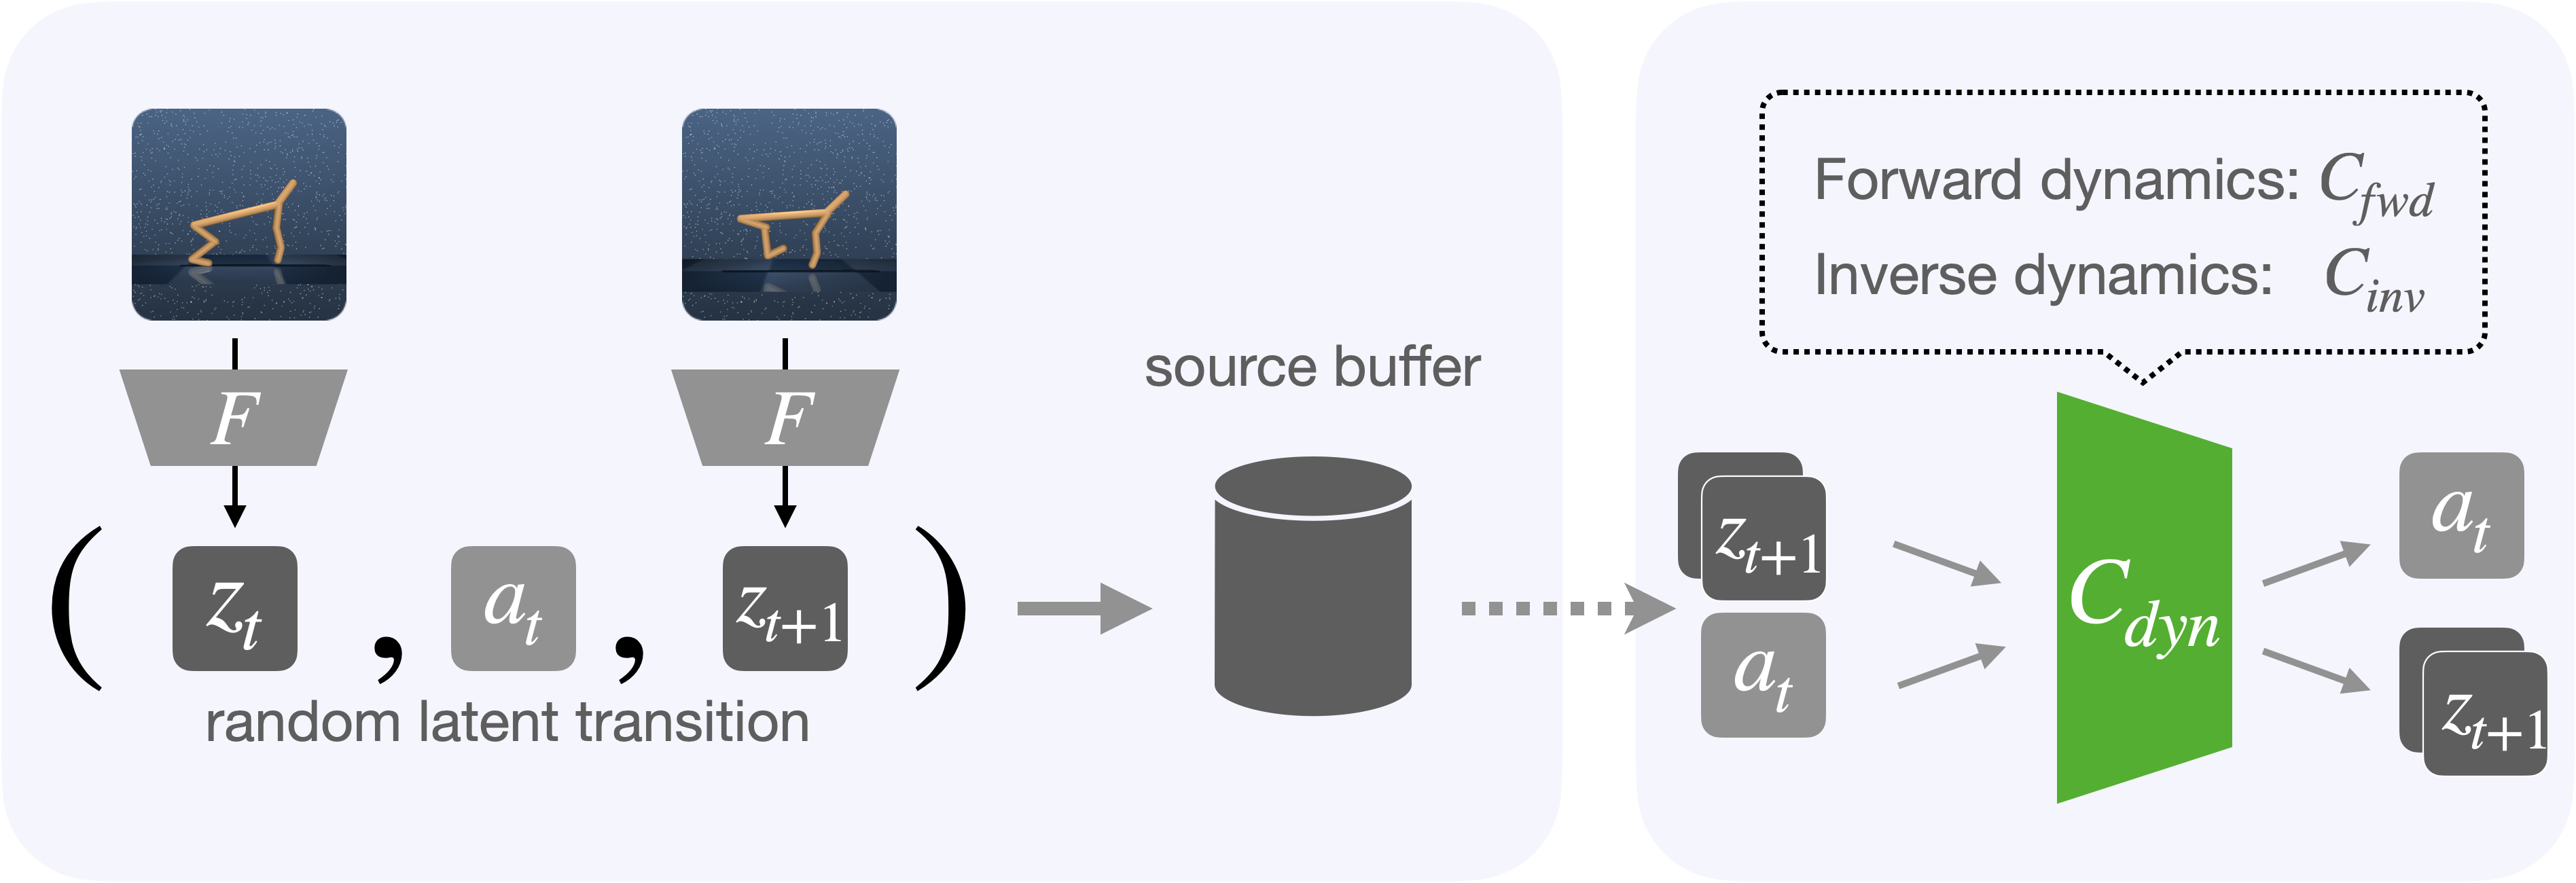 F F
( z_t , a_t , z_{t+1} )
random latent transition
source buffer
Forward dynamics: C_{fwd}
Inverse dynamics: C_{inv}
z_{t+1}
a_t
C_{dyn}
a_t
z_{t+1}